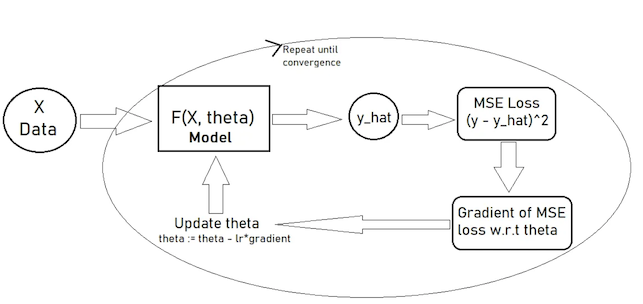 Repeat until
convergence
X
Data
F(X, theta)
Model
y_hat
MSE Loss
(y - y_hat)^2
Gradient of MSE
loss w.r.t theta
Update theta
theta := theta - lr*gradient